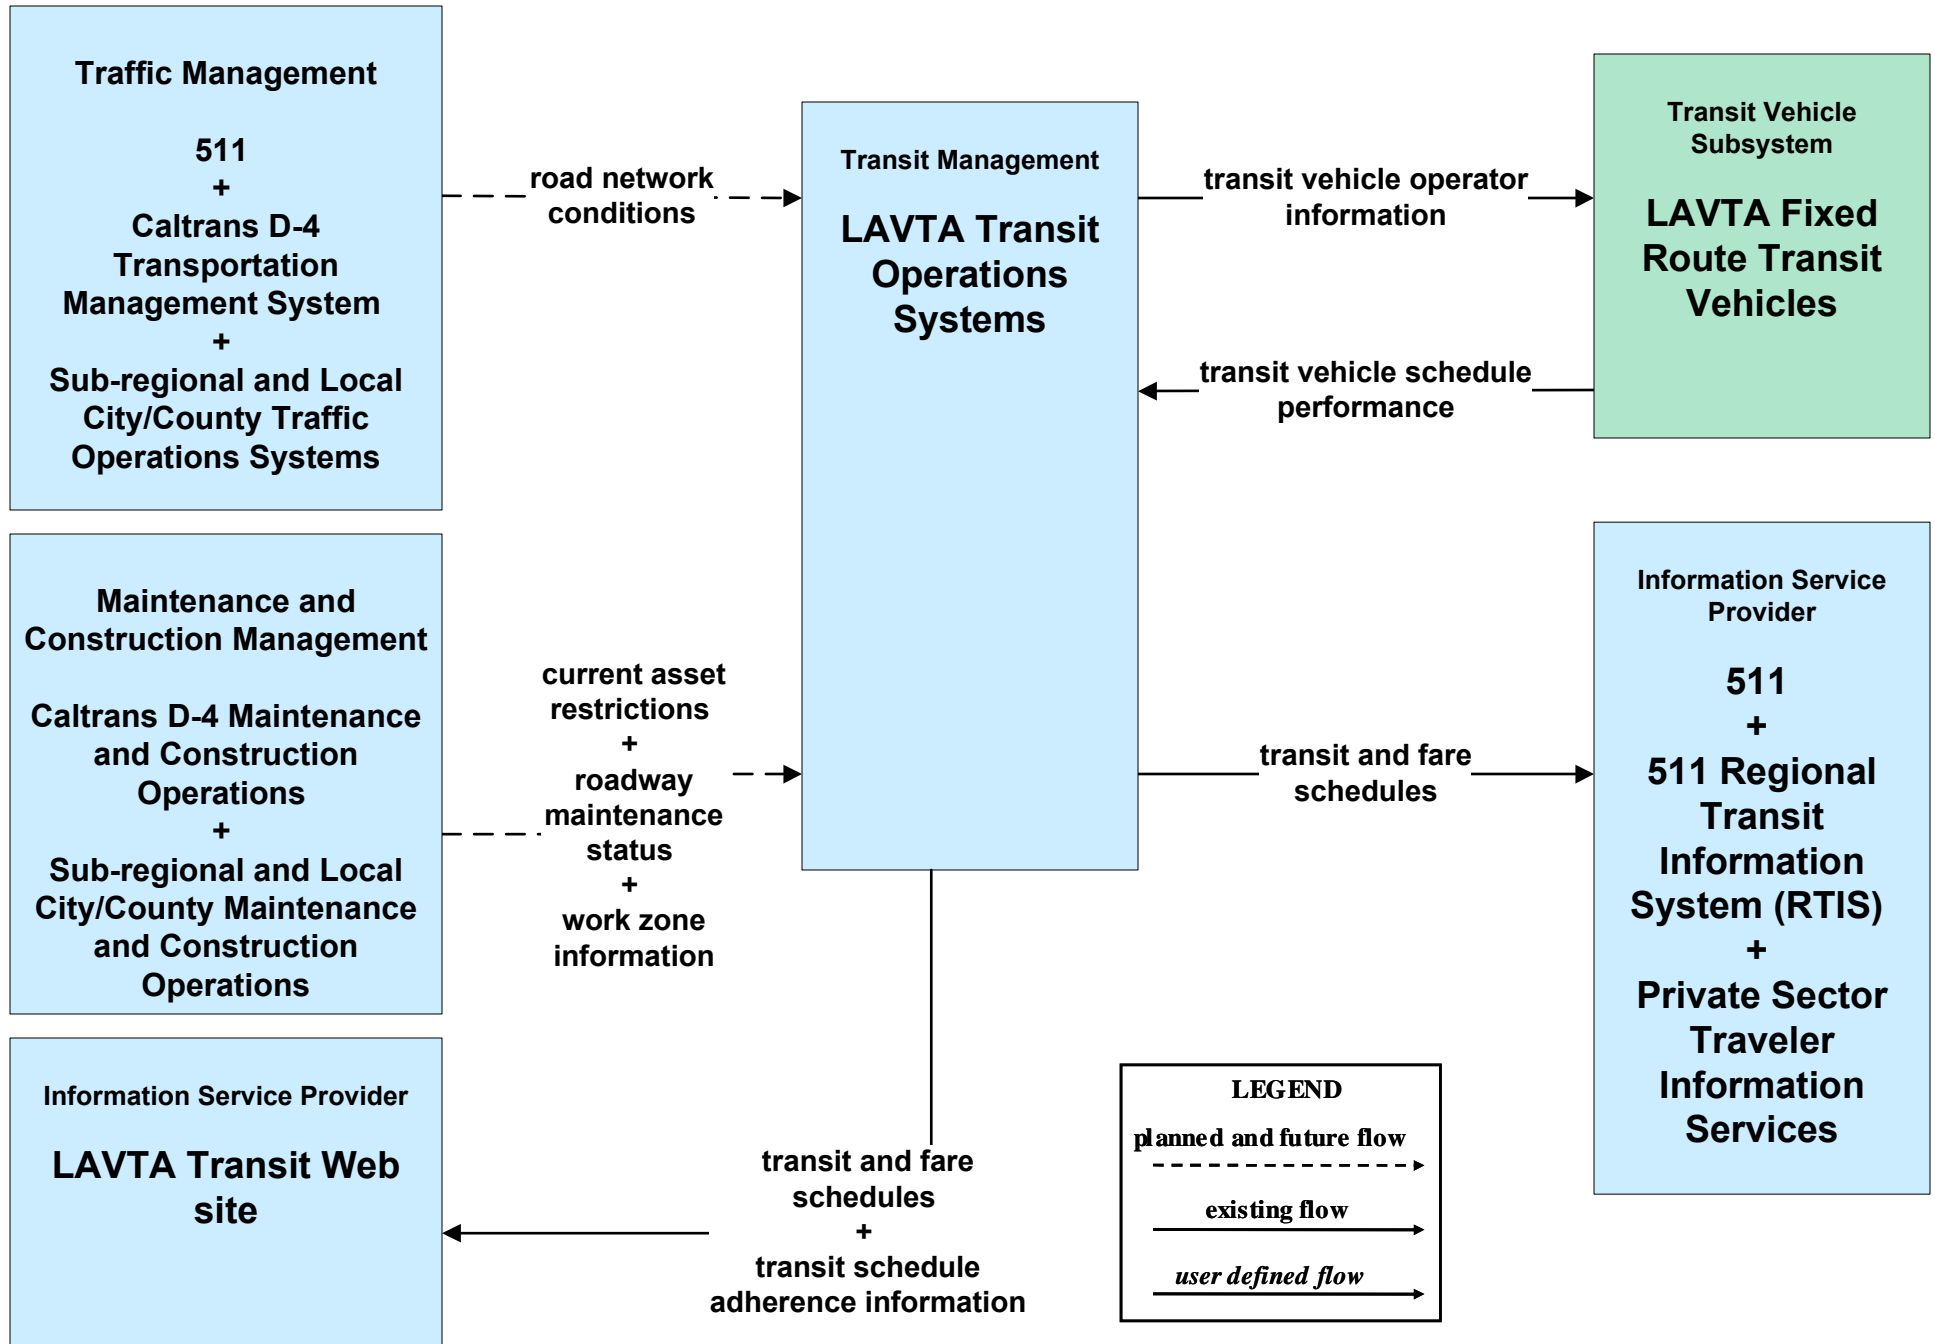 Traffic Management
511
+
Caltrans D-4
Transportation
Management System
+
Sub-regional and Local
City/County Traffic
Operations Systems
road network
conditions
Transit Management
LAVTA Transit
Operations
Systems
transit vehicle operator
information
Transit Vehicle
Subsystem
LAVTA Fixed
Route Transit
Vehicles
transit vehicle schedule
performance
Maintenance and
Construction Management
Caltrans D-4 Maintenance
and Construction
Operations
+
Sub-regional and Local
City/County Maintenance
and Construction
Operations
current asset
restrictions
+
roadway
maintenance
status
+
work zone
information
transit and fare
schedules
Information Service
Provider
511
+
511 Regional
Transit
Information
System (RTIS)
+
Private Sector
Traveler
Information
Services
Information Service Provider
LAVTA Transit Web
site
transit and fare
schedules
+
transit schedule
adherence information
LEGEND
planned and future flow
existing flow
user defined flow